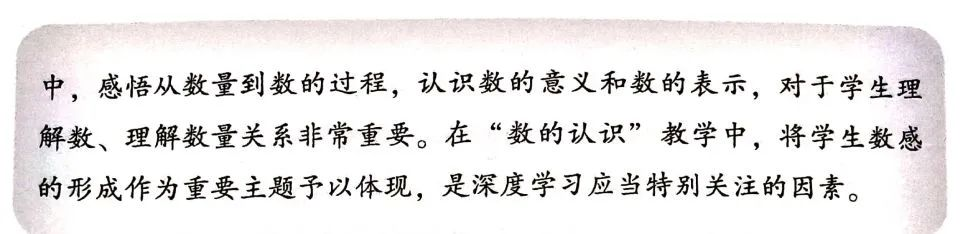 中，感悟从数量到数的过程，认识数的意义和数的表示，对于学生理
解数、理解数量关系非常重要。在“数的认识”教学中，将学生数感
的形成作为重要主题予以体现，是深度学习应当特别关注的因素。